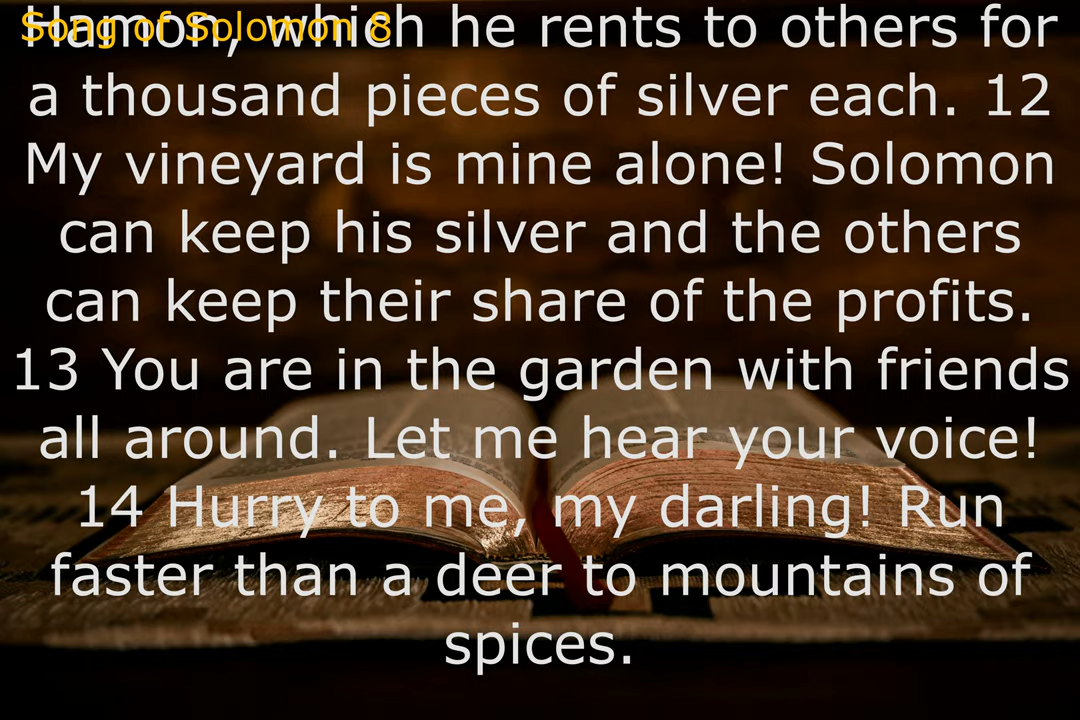 Song of Solomon 8
Hamon, which he rents to others for
a thousand pieces of silver each. 12
My vineyard is mine alone! Solomon
can keep his silver and the others
can keep their share of the profits.
13 You are in the garden with friends
all around. Let me hear your voice!
14 Hurry to me, my darling! Run
faster than a deer to mountains of
spices.